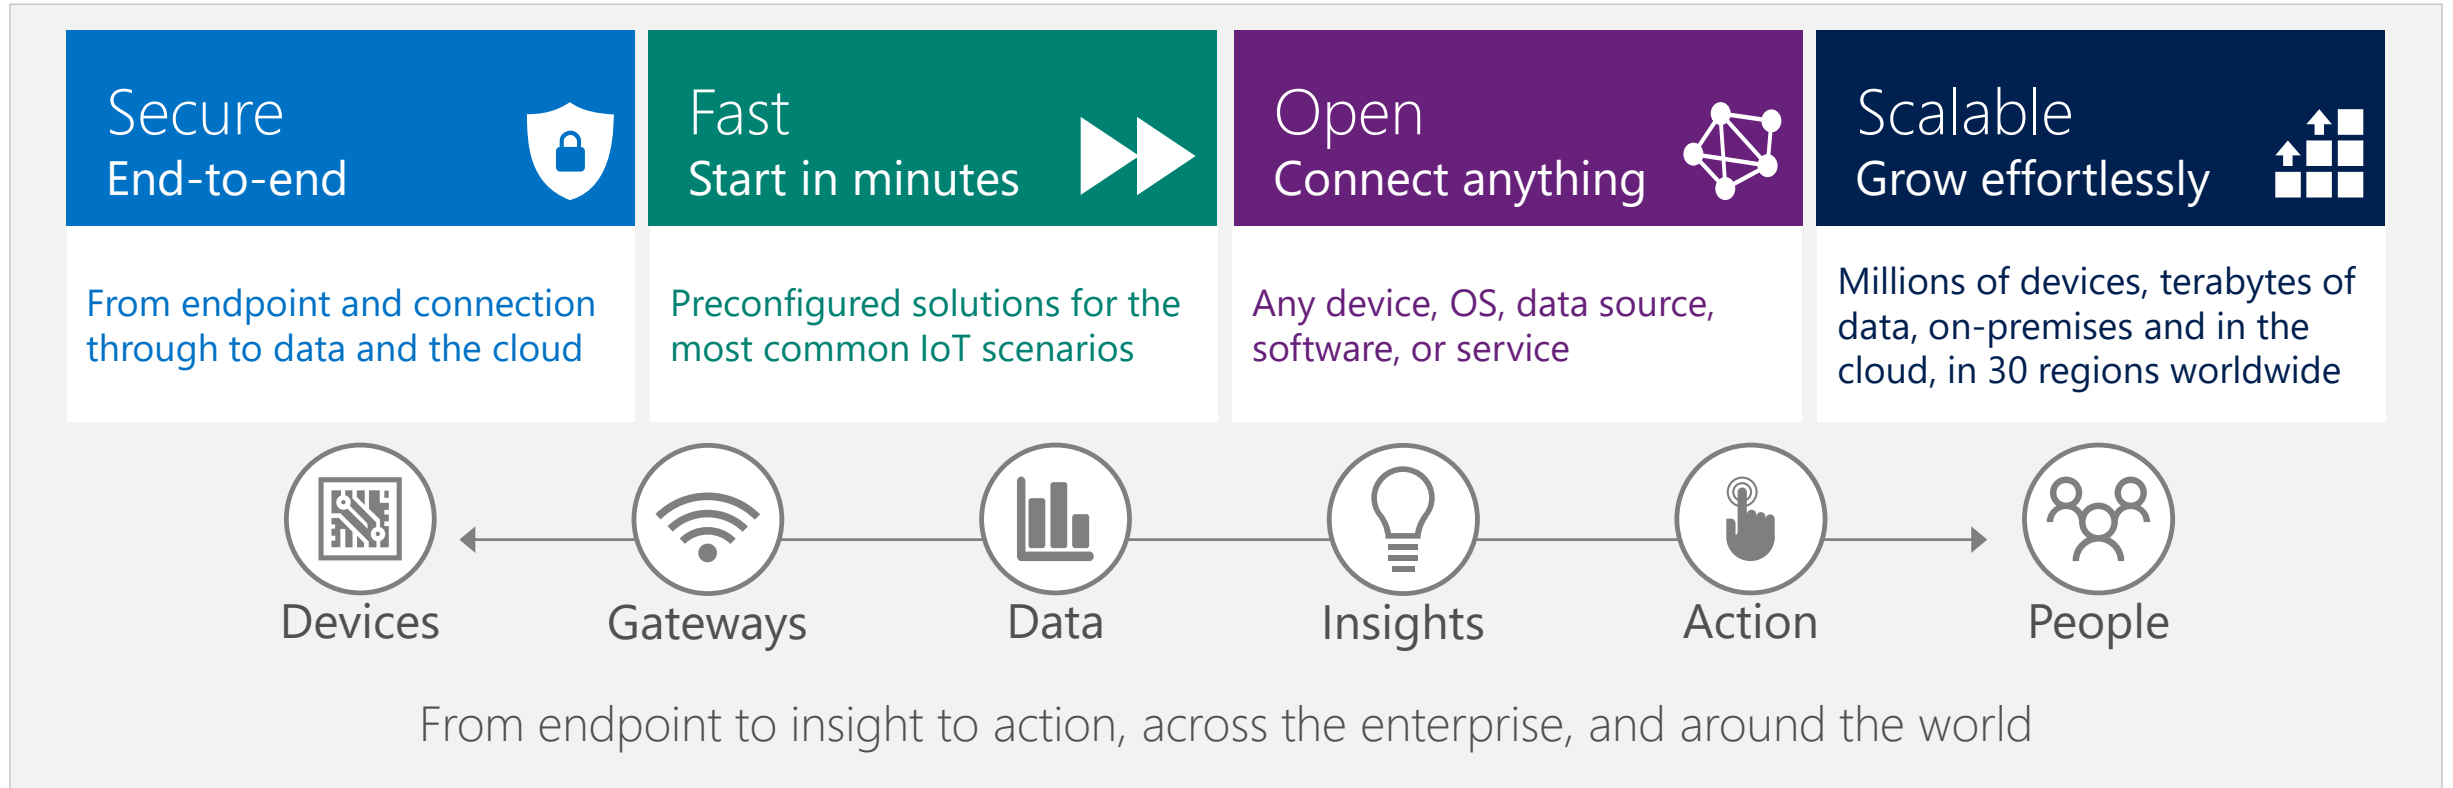 Secure
End-to-end
Fast
Start in minutes
Open
Connect anything
Scalable
Grow effortlessly
From endpoint and connection
through to data and the cloud
Preconfigured solutions for the
most common IoT scenarios
Any device, OS, data source,
software, or service
Millions of devices, terabytes of
data, on-premises and in the
cloud, in 30 regions worldwide
Devices
Gateways
Data
Insights
Action
People
From endpoint to insight to action, across the enterprise, and around the world